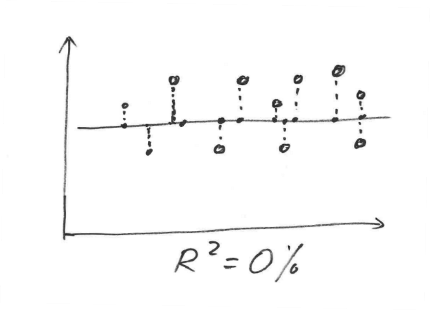 R² = 0%